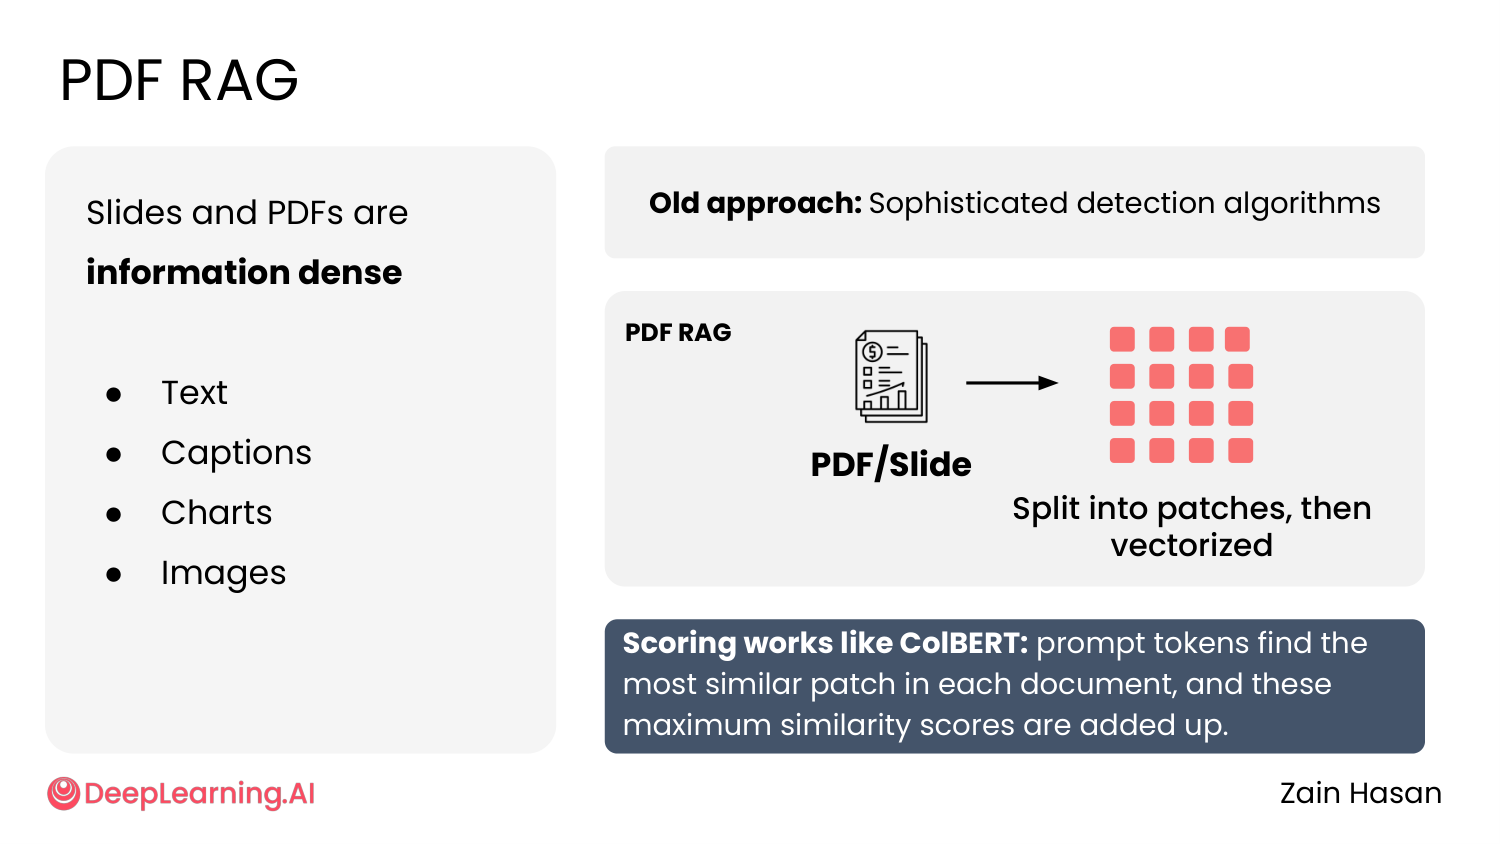 PDF RAG
Slides and PDFs are
information dense
● Text
● Captions
● Charts
● Images
Old approach: Sophisticated detection algorithms
PDF RAG
$
PDF/Slide
Split into patches, then
vectorized
Scoring works like ColBERT: prompt tokens find the
most similar patch in each document, and these
maximum similarity scores are added up.
DeepLearning.AI
Zain Hasan